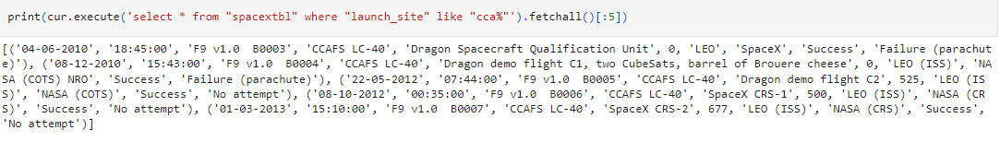 print(cur.execute('select * from "spacextbl" where "launch_site" like "cca%"').fetchall()[:5])
[('04-06-2010', '18:45:00', 'F9 v1.0  B0003', 'CCAFS LC-40', 'Dragon Spacecraft Qualification Unit', 0, 'LEO', 'SpaceX', 'Success', 'Failure (parachut
e)'), ('08-12-2010', '15:43:00', 'F9 v1.0  B0004', 'CCAFS LC-40', 'Dragon demo flight C1, two CubeSats, barrel of Brouere cheese', 0, 'LEO (ISS)', 'NA
SA (COTS) NRO', 'Success', 'Failure (parachute)'), ('22-05-2012', '07:44:00', 'F9 v1.0  B0005', 'CCAFS LC-40', 'Dragon demo flight C2', 525, 'LEO (IS
S)', 'NASA (COTS)', 'Success', 'No attempt'), ('08-10-2012', '00:35:00', 'F9 v1.0  B0006', 'CCAFS LC-40', 'SpaceX CRS-1', 500, 'LEO (ISS)', 'NASA (CR
S)', 'Success', 'No attempt'), ('01-03-2013', '15:10:00', 'F9 v1.0  B0007', 'CCAFS LC-40', 'SpaceX CRS-2', 677, 'LEO (ISS)', 'NASA (CRS)', 'Success',
'No attempt')]